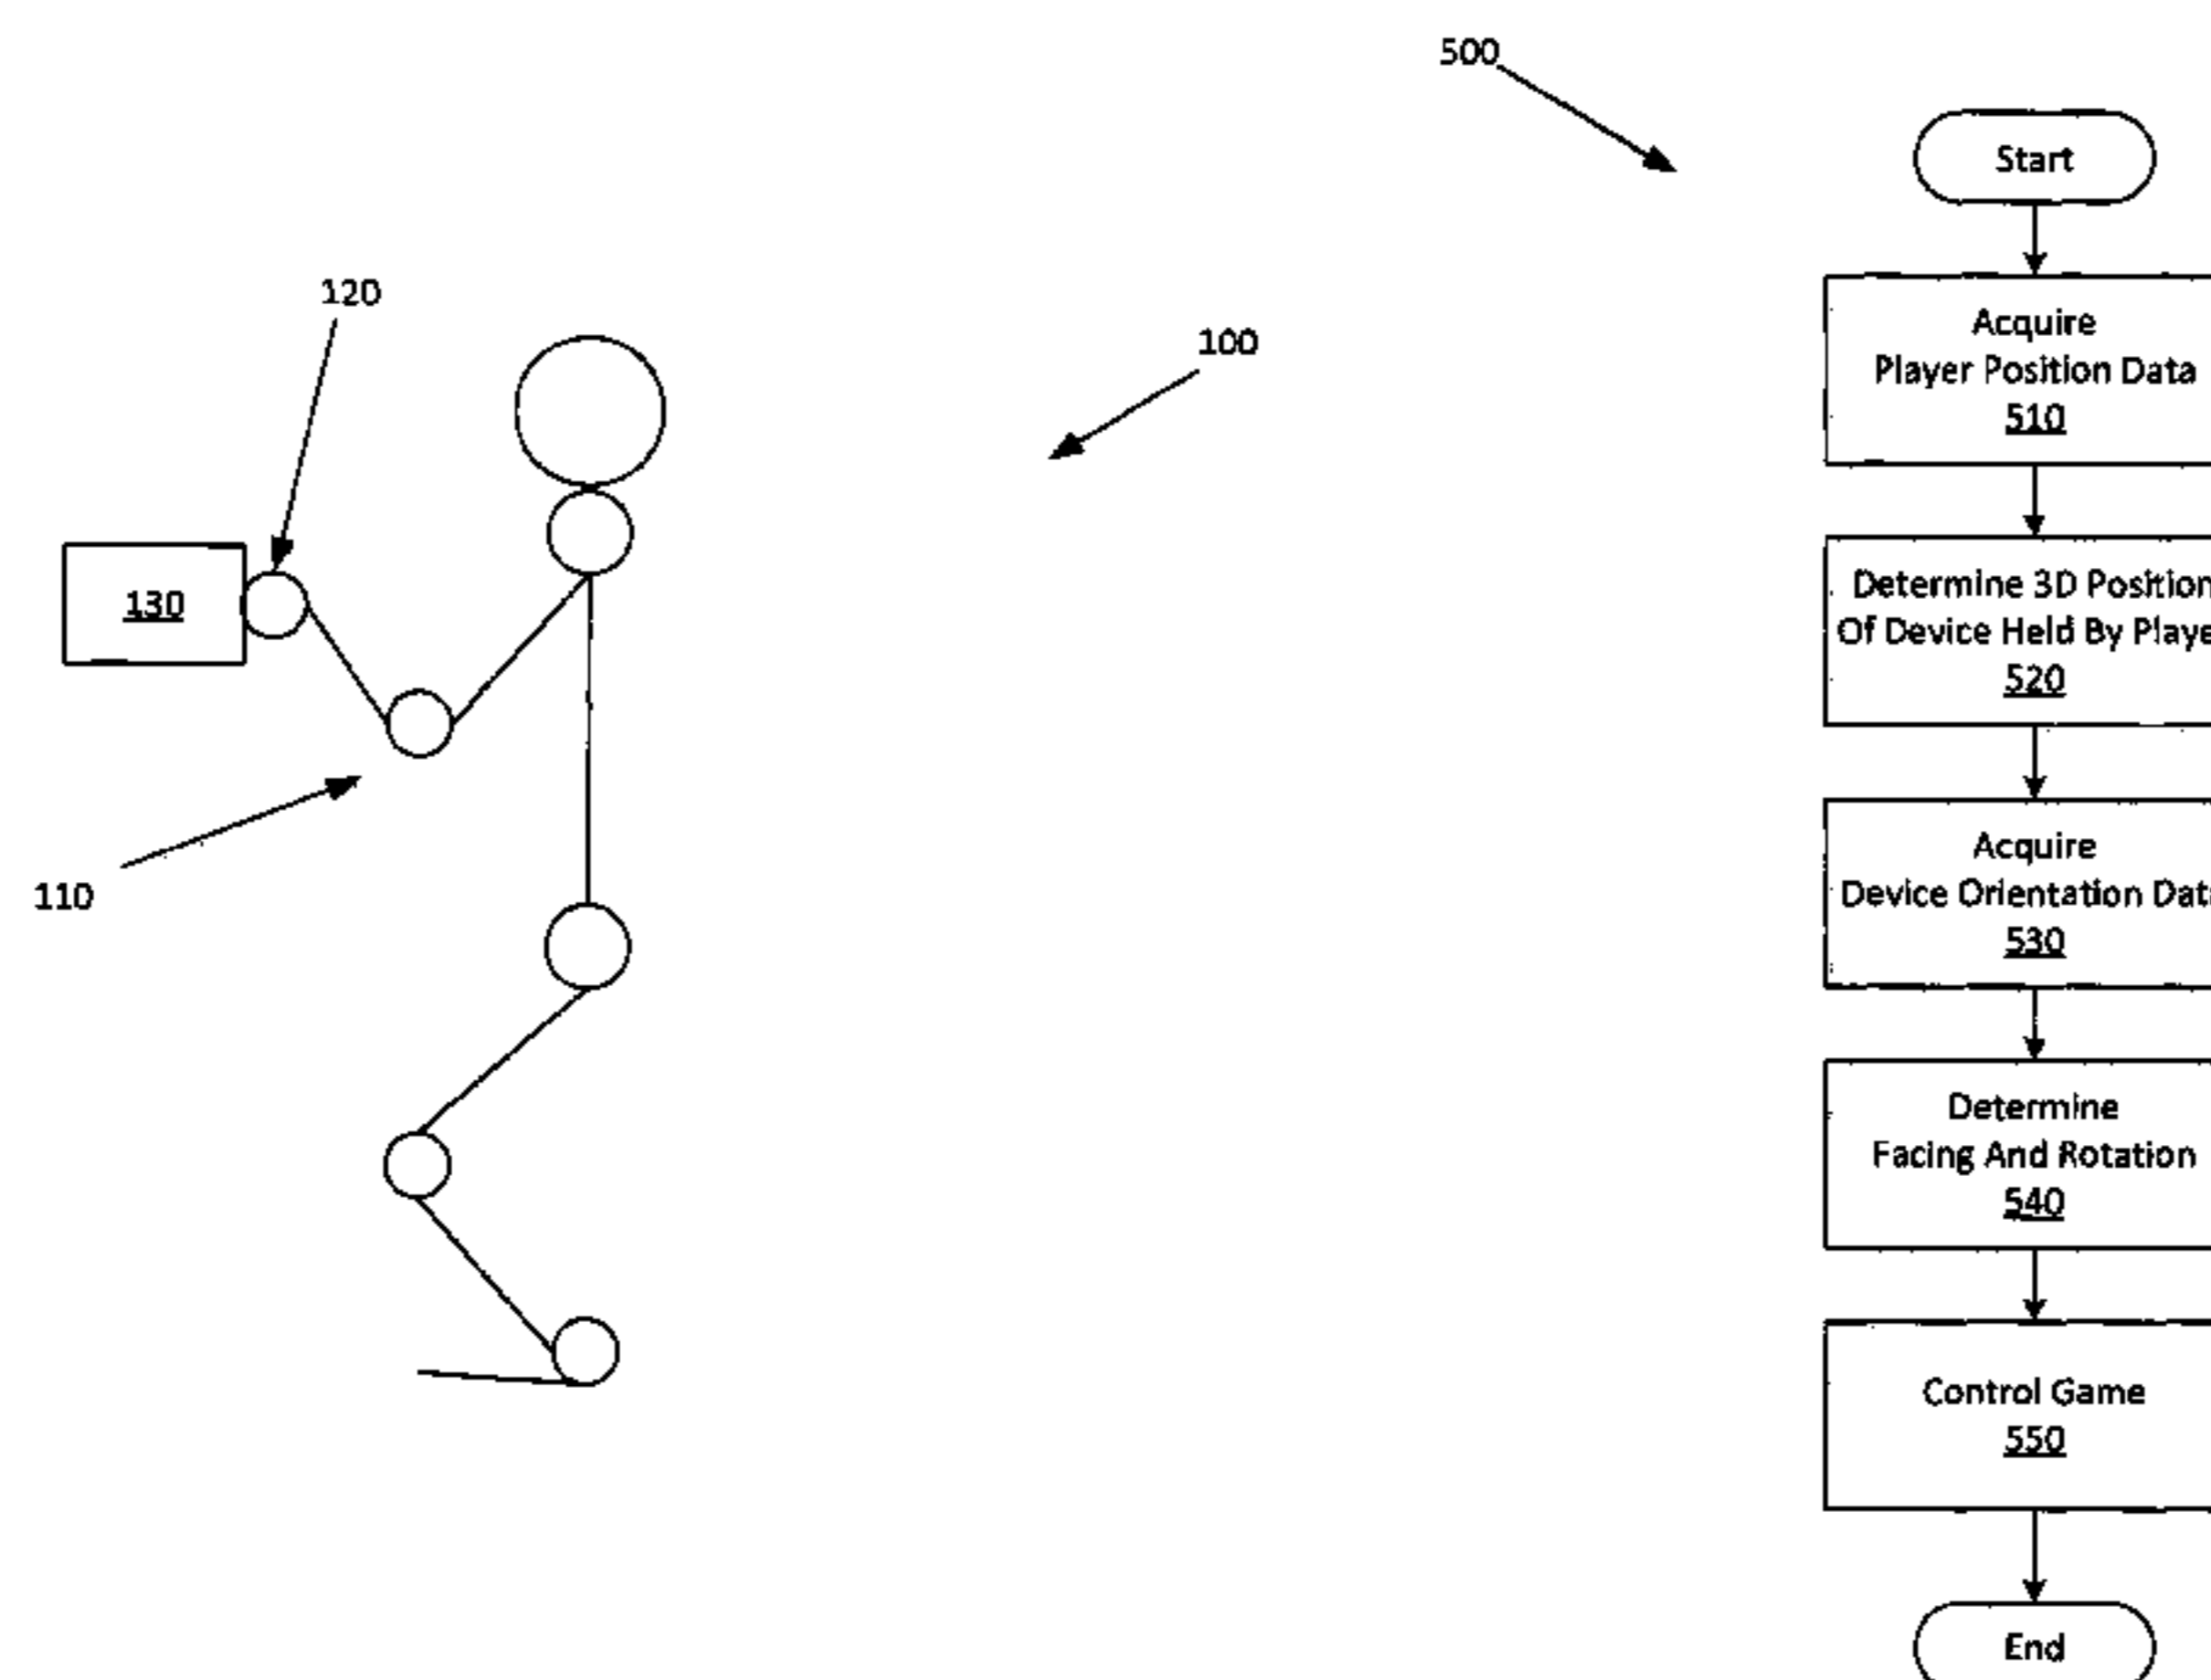 120
100
130
110
500
Start
Acquire
Player Position Data
510
Determine 3D Position
Of Device Held By Playe
520
Acquire
Device Orientation Dat
530
Determine
Facing And Rotation
540
Control Game
550
End